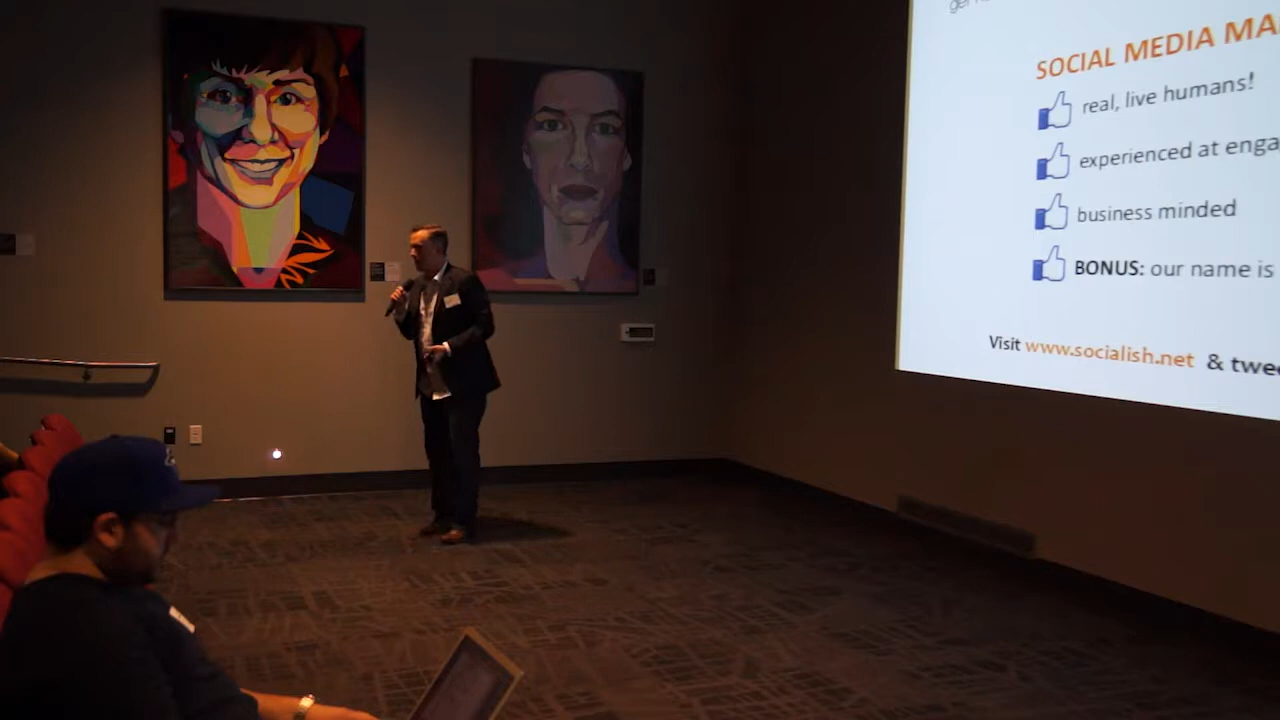 SOCIAL MEDIA MA
real, live humans!
experienced at enga
business minded
BONUS: our name is
Visit www.socialish.net & twee